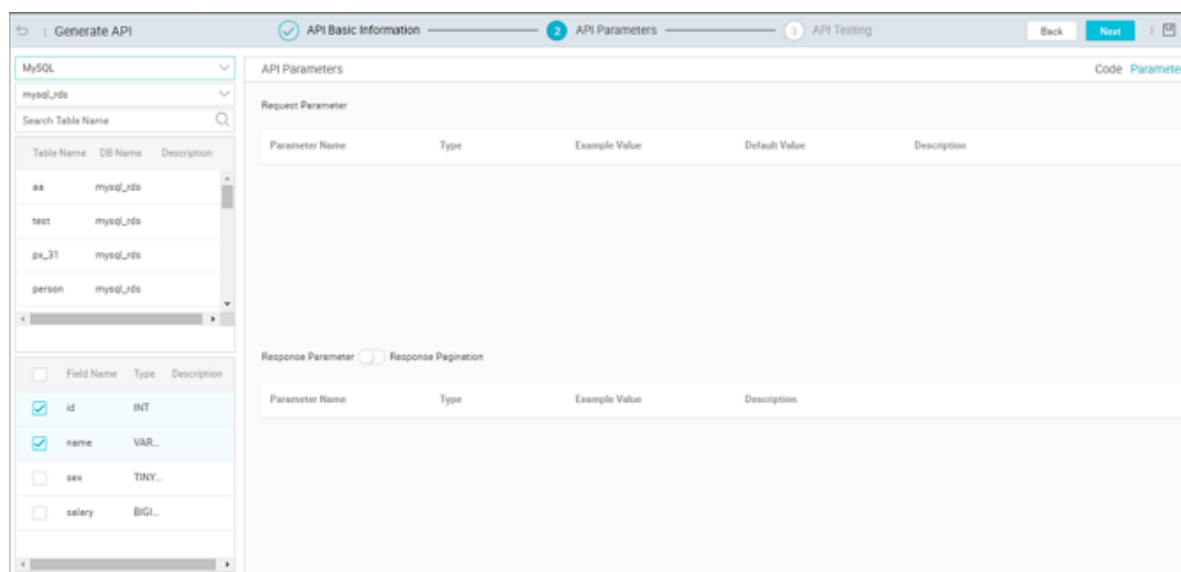 Generate API
API Basic Information
2 API Parameters
3 API Testing
Back
Next
MySQL
mysql_rds
Search Table Name
Table Name DB Name Description
aa mysql_rds
test mysql_rds
px_31 mysql_rds
person mysql_rds
Field Name Type Description
id INT
name VAR...
sex TINY...
salary BIGI...
API Parameters
Code Paramete
Request Parameter
Parameter Name Type Example Value Default Value Description
Response Parameter Response Pagination
Parameter Name Type Example Value Description